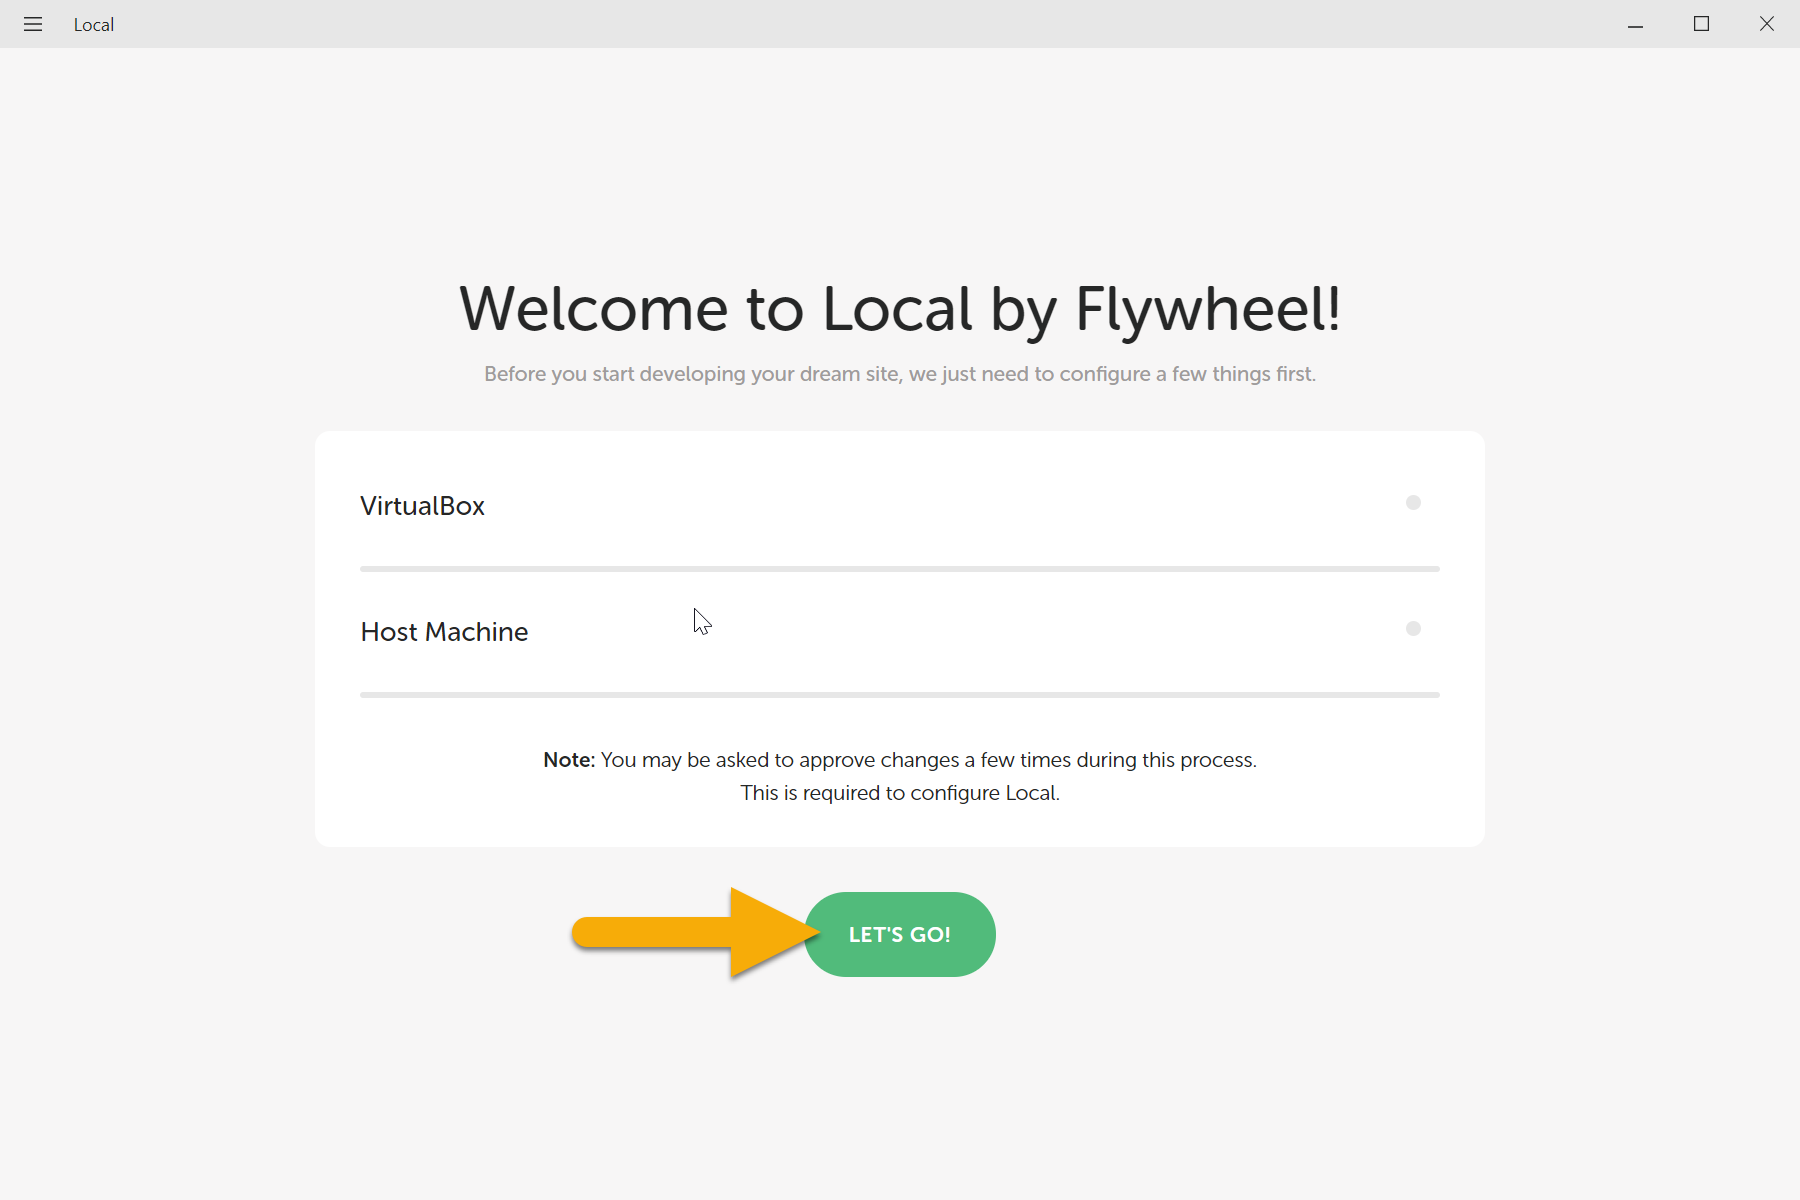 Local
Welcome to Local by Flywheel!
Before you start developing your dream site, we just need to configure a few things first.
VirtualBox
Host Machine
Note: You may be asked to approve changes a few times during this process.
This is required to configure Local.
LET'S GO!